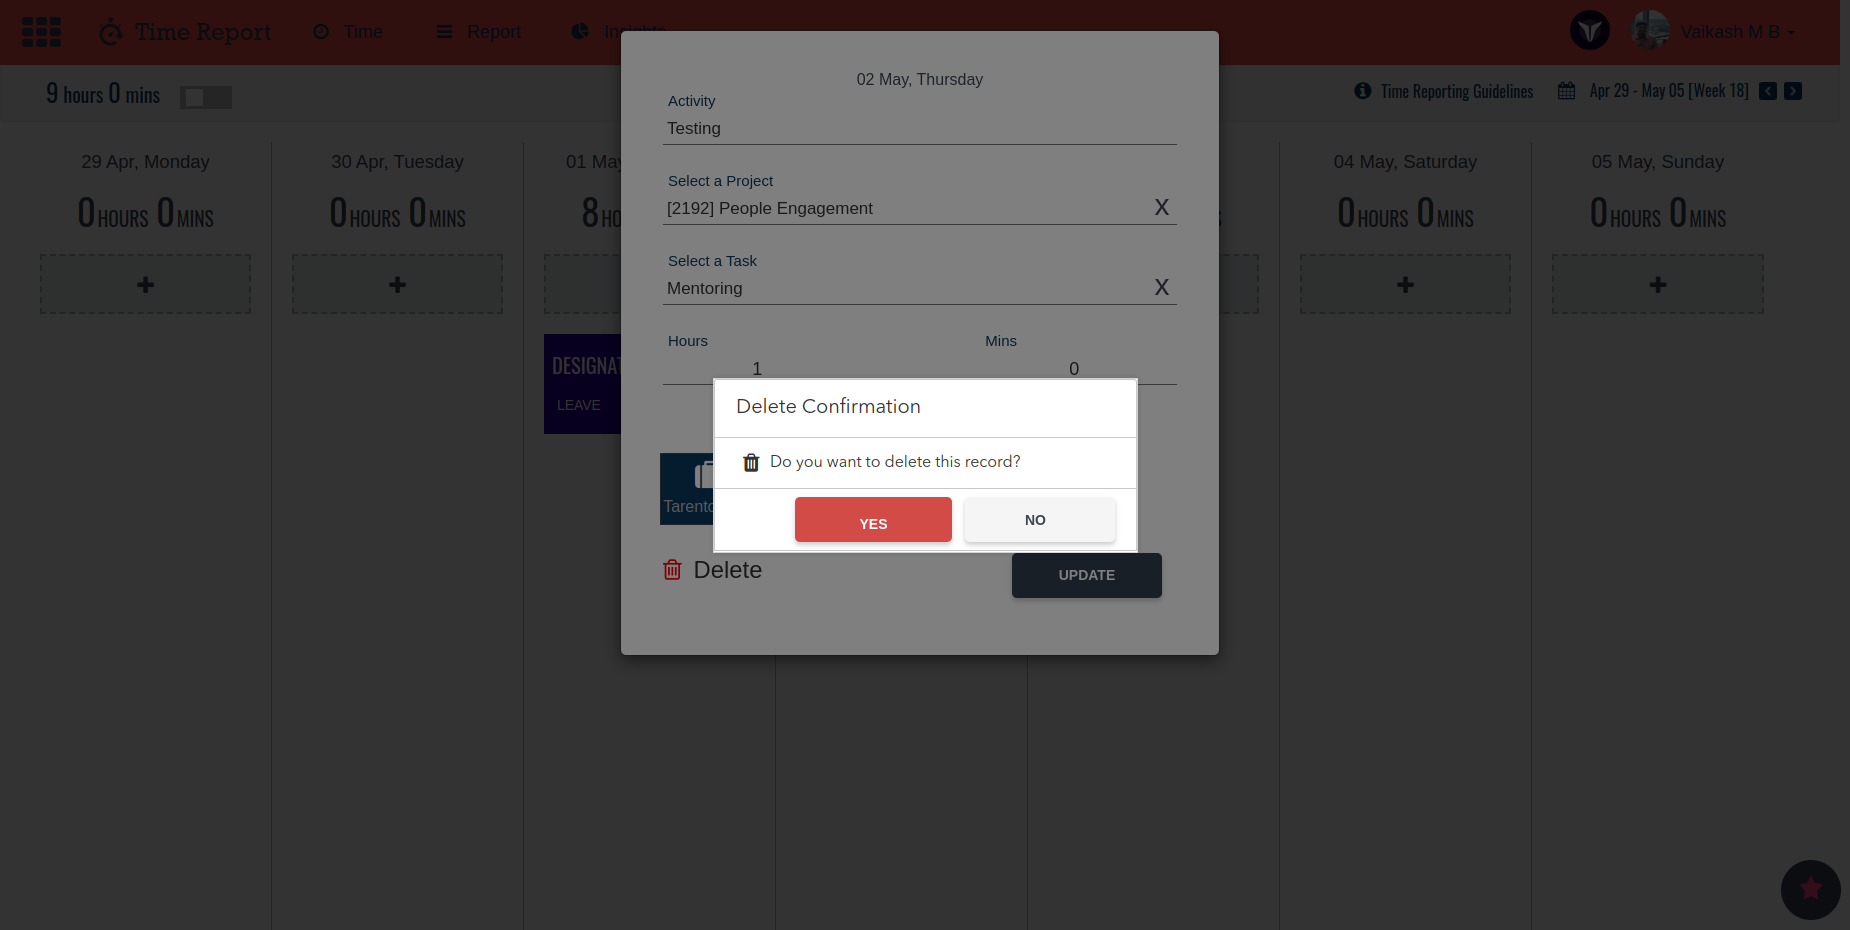 Time Report
Time
Report
Insights
Vaikash M B
9 hours 0 mins
Time Reporting Guidelines
Apr 29 - May 05 [Week 18]
29 Apr, Monday
0 HOURS 0 MINS
30 Apr, Tuesday
0 HOURS 0 MINS
01 May
8 HO
04 May, Saturday
0 HOURS 0 MINS
05 May, Sunday
0 HOURS 0 MINS
DESIGNAT
LEAVE
02 May, Thursday
Activity
Testing
Select a Project
[2192] People Engagement
X
Select a Task
Mentoring
X
Hours
Mins
1
0
Delete Confirmation
Do you want to delete this record?
YES
NO
Tarento
Delete
UPDATE